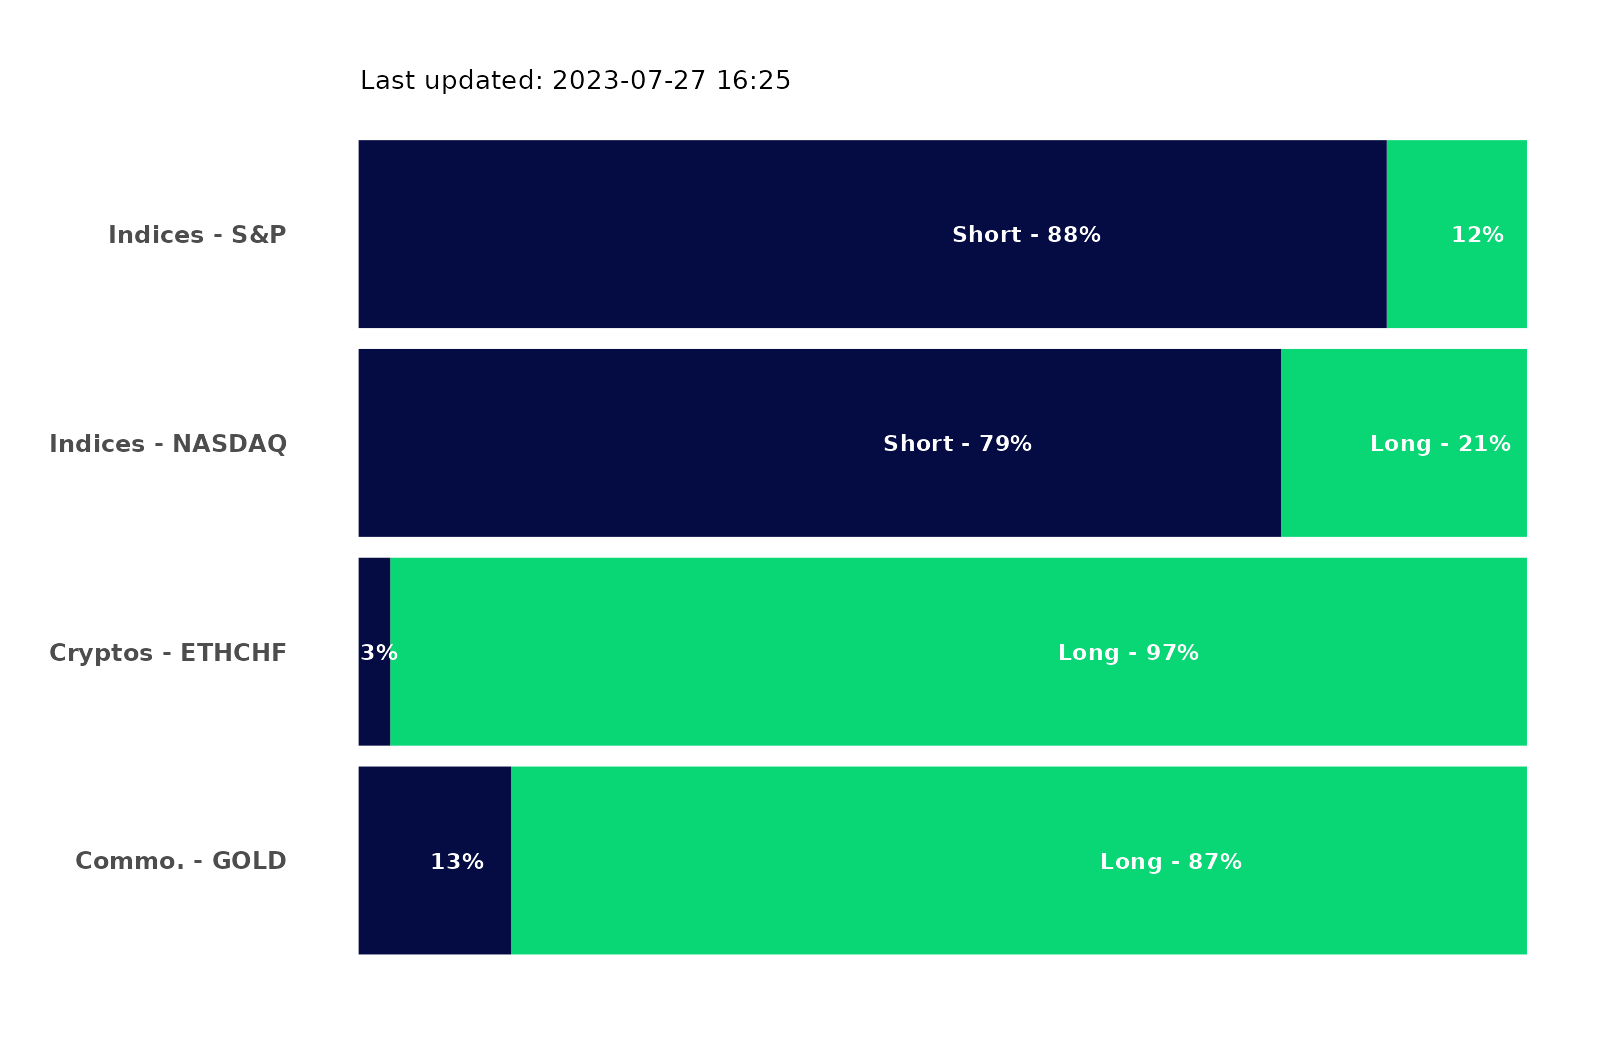 Last updated: 2023-07-27 16:25
Indices - S&P Short - 88% 12%
Indices - NASDAQ Short - 79% Long - 21%
Cryptos - ETHCHF 3% Long - 97%
Commo. - GOLD 13% Long - 87%